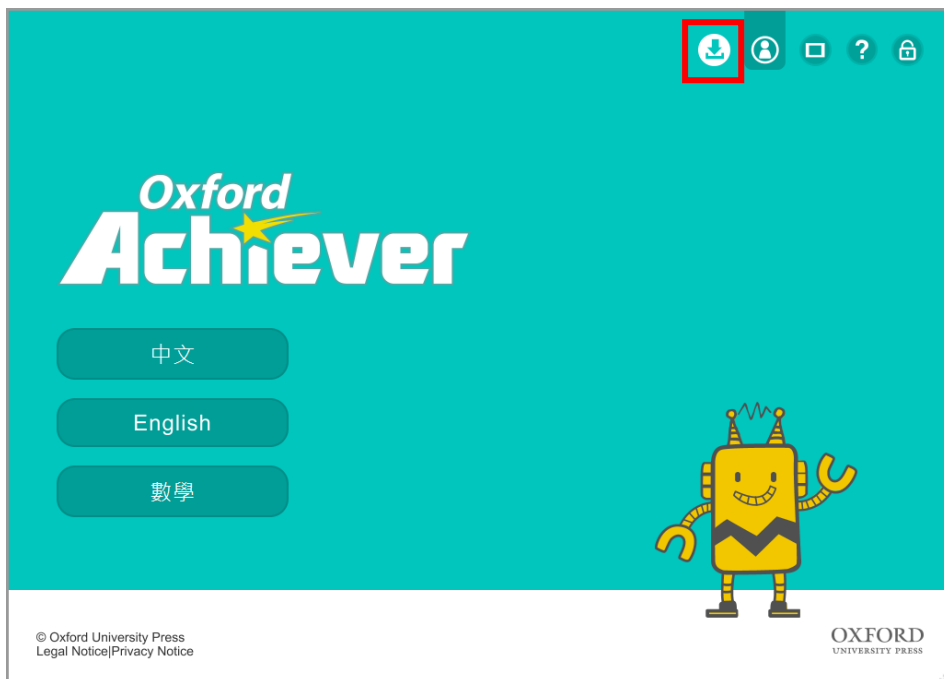 Oxford
Achiever
中文
English
數學
© Oxford University Press
Legal Notice|Privacy Notice
OXFORD
UNIVERSITY PRESS